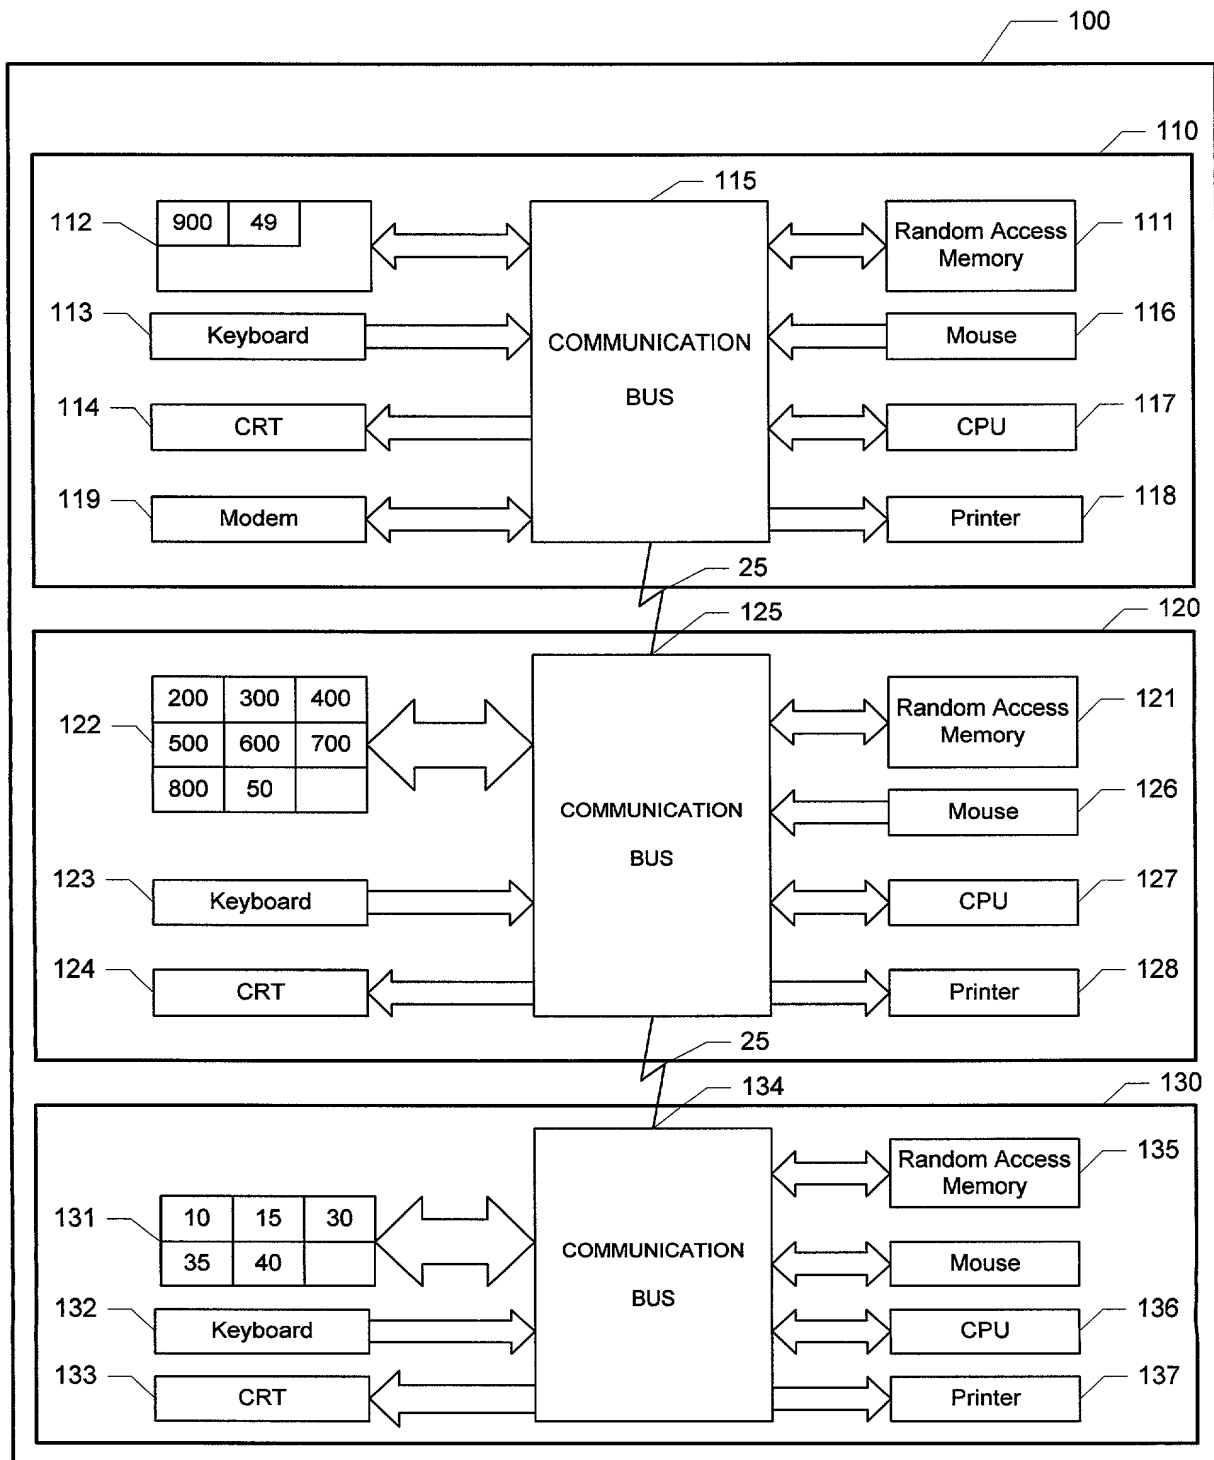 100
110
115
112
900 49
Random Access
Memory
111
113
Keyboard
Mouse
116
COMMUNICATION
BUS
114
CRT
CPU
117
119
Modem
Printer
118
25
125
120
122
200 300 400
500 600 700
800 50
Random Access
Memory
121
Mouse
126
COMMUNICATION
BUS
123
Keyboard
CPU
127
124
CRT
Printer
128
25
134
130
Random Access
Memory
135
131
10 15 30
35 40
COMMUNICATION
BUS
Mouse
132
Keyboard
CPU
136
133
CRT
Printer
137